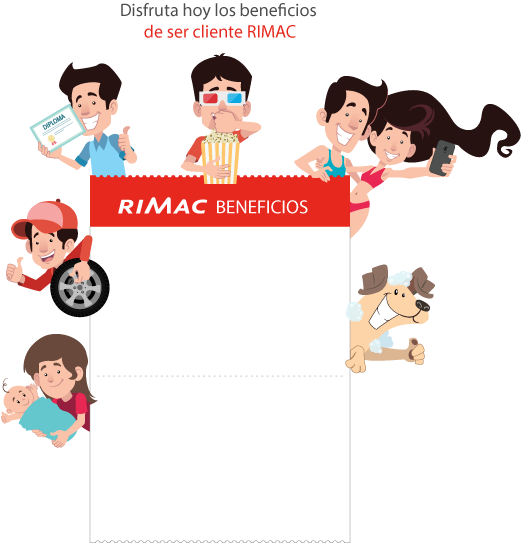 Disfruta hoy los beneficios
de ser cliente RIMAC
DIPLOMA
RIMAC BENEFICIOS